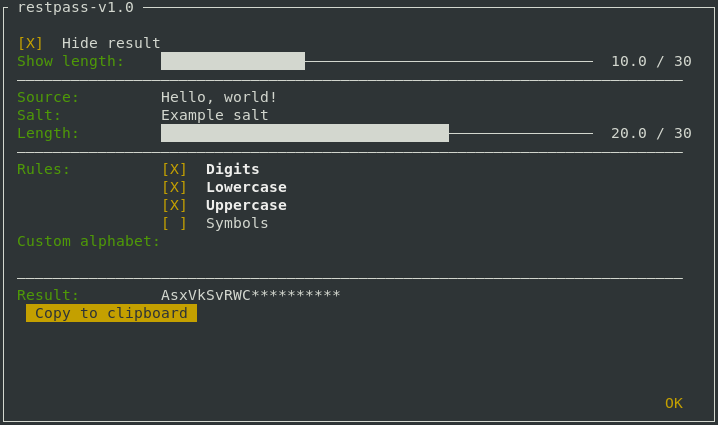 restpass-v1.0
[X] Hide result
Show length: 10.0 / 30
Source: Hello, world!
Salt: Example salt
Length: 20.0 / 30
Rules: [X] Digits
[X] Lowercase
[X] Uppercase
[ ] Symbols
Custom alphabet:
Result: AsxVkSvRWC**********
Copy to clipboard
OK